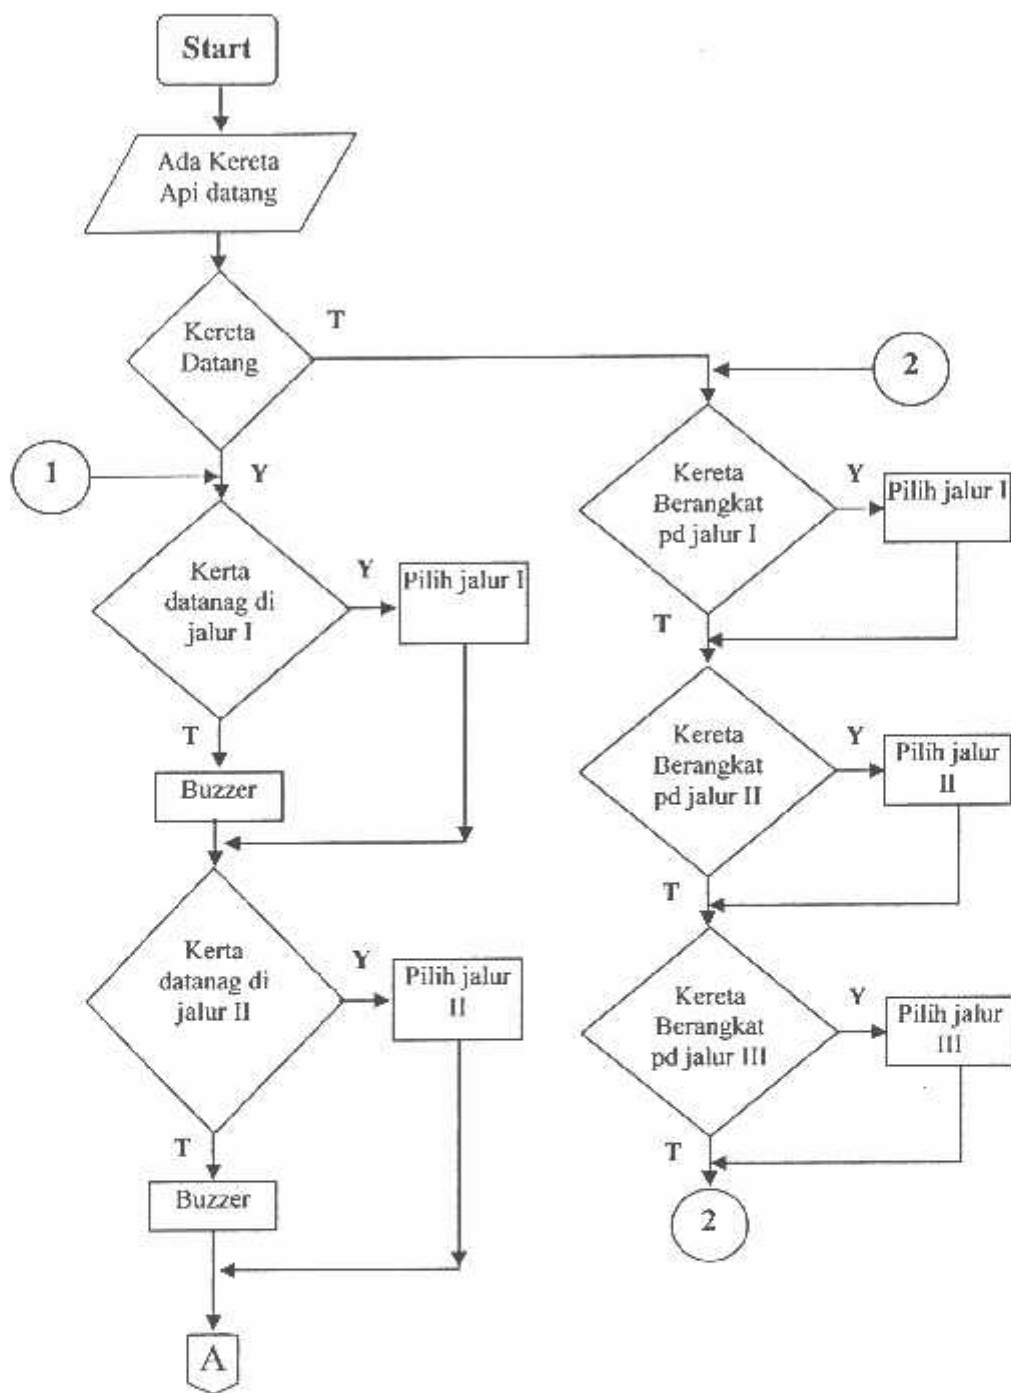 Start
Ada Kereta
Api datang
Kereta
Datang
T
Y
1
Kerta
datanag di
jalur I
Y
Pilih jalur I
T
Buzzer
Kerta
datanag di
jalur II
Y
Pilih jalur
II
T
Buzzer
A
2
Kereta
Berangkat
pd jalur I
Y
Pilih jalur I
T
Kereta
Berangkat
pd jalur II
Y
Pilih jalur
II
T
Kereta
Berangkat
pd jalur III
Y
Pilih jalur
III
T
2